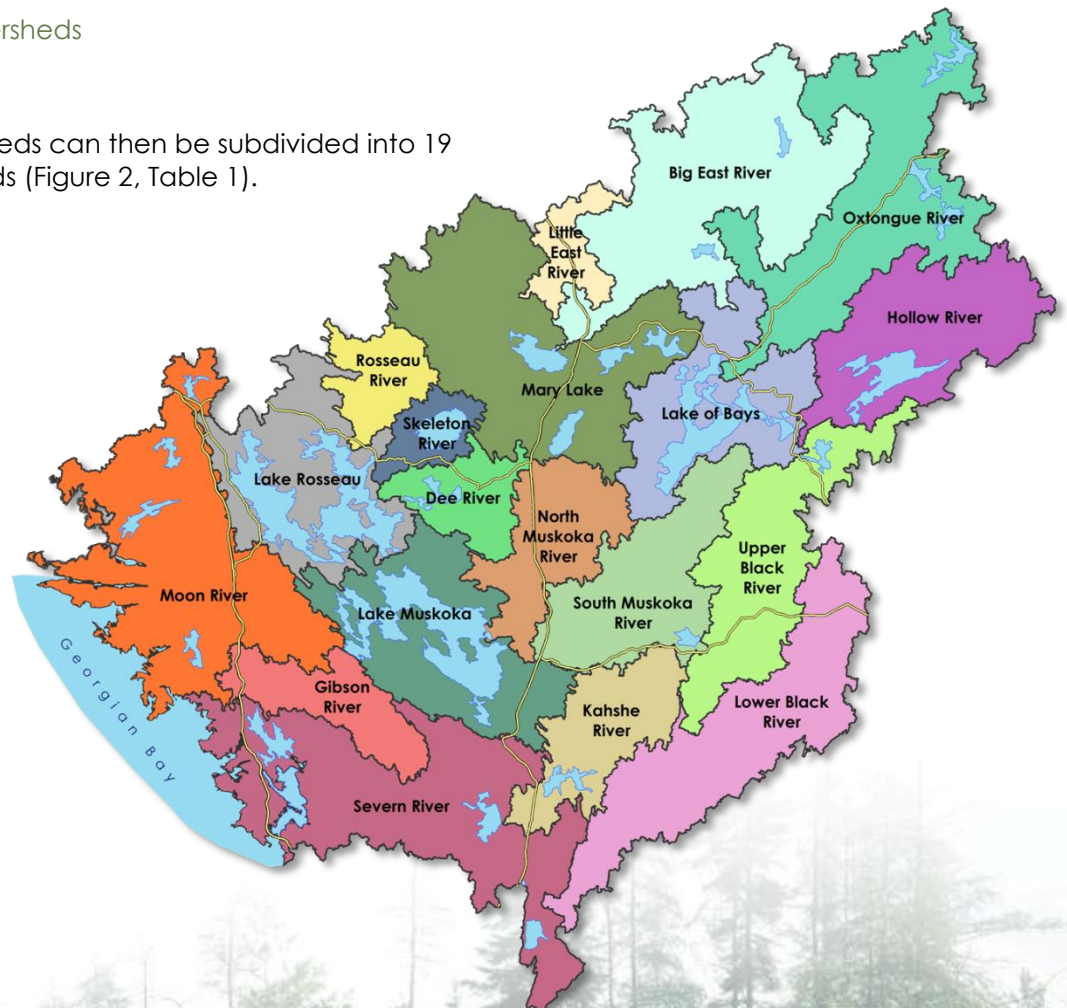 ersheds
eds can then be subdivided into 19
ds (Figure 2, Table 1).
Big East River
Oxtongue River
Little
East
River
Hollow River
Rosseau
River
Mary Lake
Lake of Bays
Skeleton
River
Lake Rosseau
Dee River
North
Muskoka
River
Upper
Black
River
Moon River
Lake Muskoka
South Muskoka
River
Georgian Bay
Gibson
River
Kahshe
River
Lower Black
River
Severn River